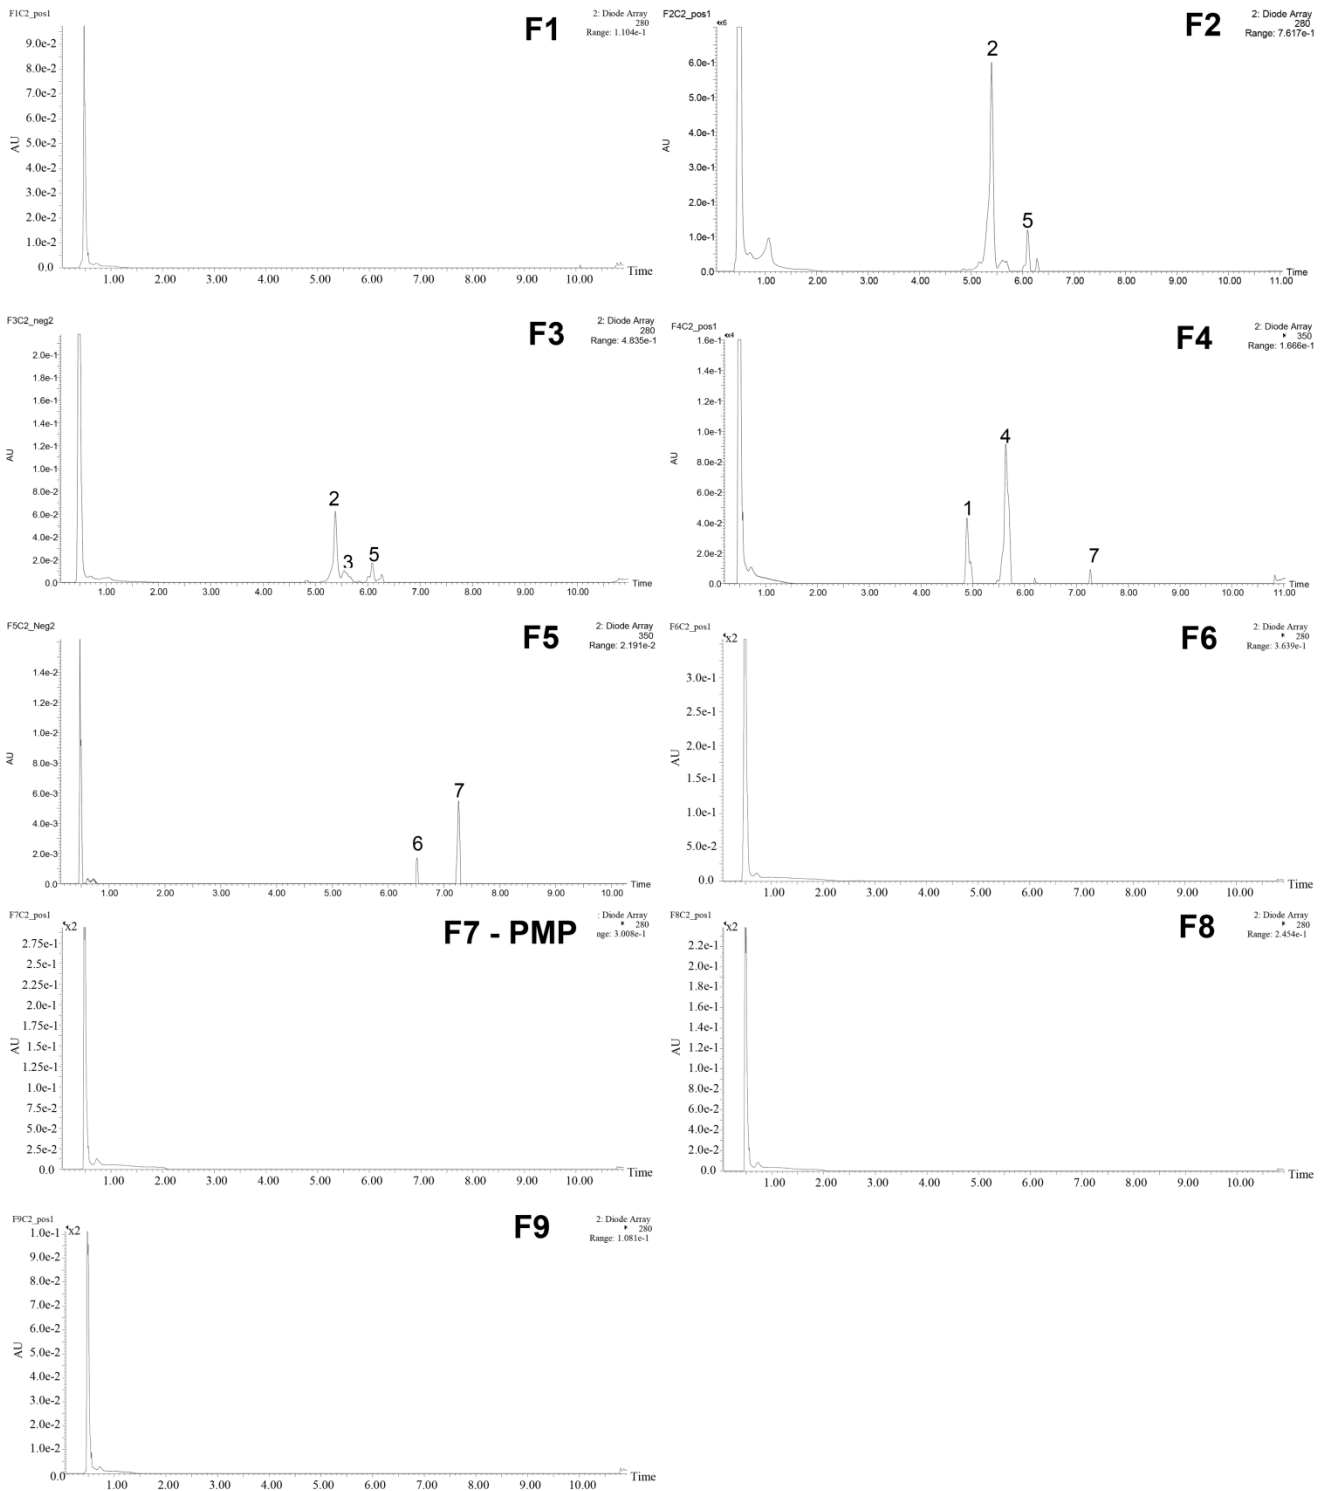 F1C2_pos1
F1
2: Diode Array
280
Range: 1.104e-1
9.0e-2
8.0e-2
7.0e-2
6.0e-2
5.0e-2
4.0e-2
3.0e-2
2.0e-2
1.0e-2
0.0
AU
1.00 2.00 3.00 4.00 5.00 6.00 7.00 8.00 9.00 10.00 Time
F2C2_pos1
F2
2: Diode Array
280
Range: 7.617e-1
6.0e-1
5.0e-1
4.0e-1
3.0e-1
2.0e-1
1.0e-1
0.0
AU
2
5
1.00 2.00 3.00 4.00 5.00 6.00 7.00 8.00 9.00 10.00 11.00 Time
F3C2_neg2
F3
2: Diode Array
280
Range: 4.835e-1
2.0e-1
1.8e-1
1.6e-1
1.4e-1
1.2e-1
1.0e-1
8.0e-2
6.0e-2
4.0e-2
2.0e-2
0.0
AU
2
3
5
1.00 2.00 3.00 4.00 5.00 6.00 7.00 8.00 9.00 10.00 Time
F4C2_pos1
F4
2: Diode Array
350
Range: 1.666e-1
1.6e-1
1.4e-1
1.2e-1
1.0e-1
8.0e-2
6.0e-2
4.0e-2
2.0e-2
0.0
AU
1
4
7
1.00 2.00 3.00 4.00 5.00 6.00 7.00 8.00 9.00 10.00 11.00 Time
F5C2_Neg2
F5
2: Diode Array
350
Range: 2.191e-2
1.4e-2
1.2e-2
1.0e-2
8.0e-3
6.0e-3
4.0e-3
2.0e-3
0.0
AU
6
7
1.00 2.00 3.00 4.00 5.00 6.00 7.00 8.00 9.00 10.00 Time
F6C2_pos1
x2
F6
2: Diode Array
280
Range: 3.639e-1
3.0e-1
2.5e-1
2.0e-1
1.5e-1
1.0e-1
5.0e-2
0.0
AU
1.00 2.00 3.00 4.00 5.00 6.00 7.00 8.00 9.00 10.00 Time
F7C2_pos1
x2
F7 - PMP
: Diode Array
280
nge: 3.008e-1
2.75e-1
2.5e-1
2.25e-1
2.0e-1
1.75e-1
1.5e-1
1.25e-1
1.0e-1
7.5e-2
5.0e-2
2.5e-2
0.0
AU
1.00 2.00 3.00 4.00 5.00 6.00 7.00 8.00 9.00 10.00 Time
F8C2_pos1
x2
F8
2: Diode Array
280
Range: 2.454e-1
2.2e-1
2.0e-1
1.8e-1
1.6e-1
1.4e-1
1.2e-1
1.0e-1
8.0e-2
6.0e-2
4.0e-2
2.0e-2
0.0
AU
1.00 2.00 3.00 4.00 5.00 6.00 7.00 8.00 9.00 10.00 Time
F9C2_pos1
x2
F9
2: Diode Array
280
Range: 1.081e-1
1.0e-1
9.0e-2
8.0e-2
7.0e-2
6.0e-2
5.0e-2
4.0e-2
3.0e-2
2.0e-2
1.0e-2
0.0
AU
1.00 2.00 3.00 4.00 5.00 6.00 7.00 8.00 9.00 10.00 Time